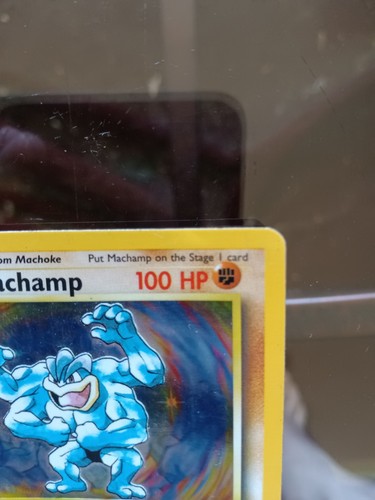 om Machoke Put Machamp on the Stage 1 card
achamp 100 HP